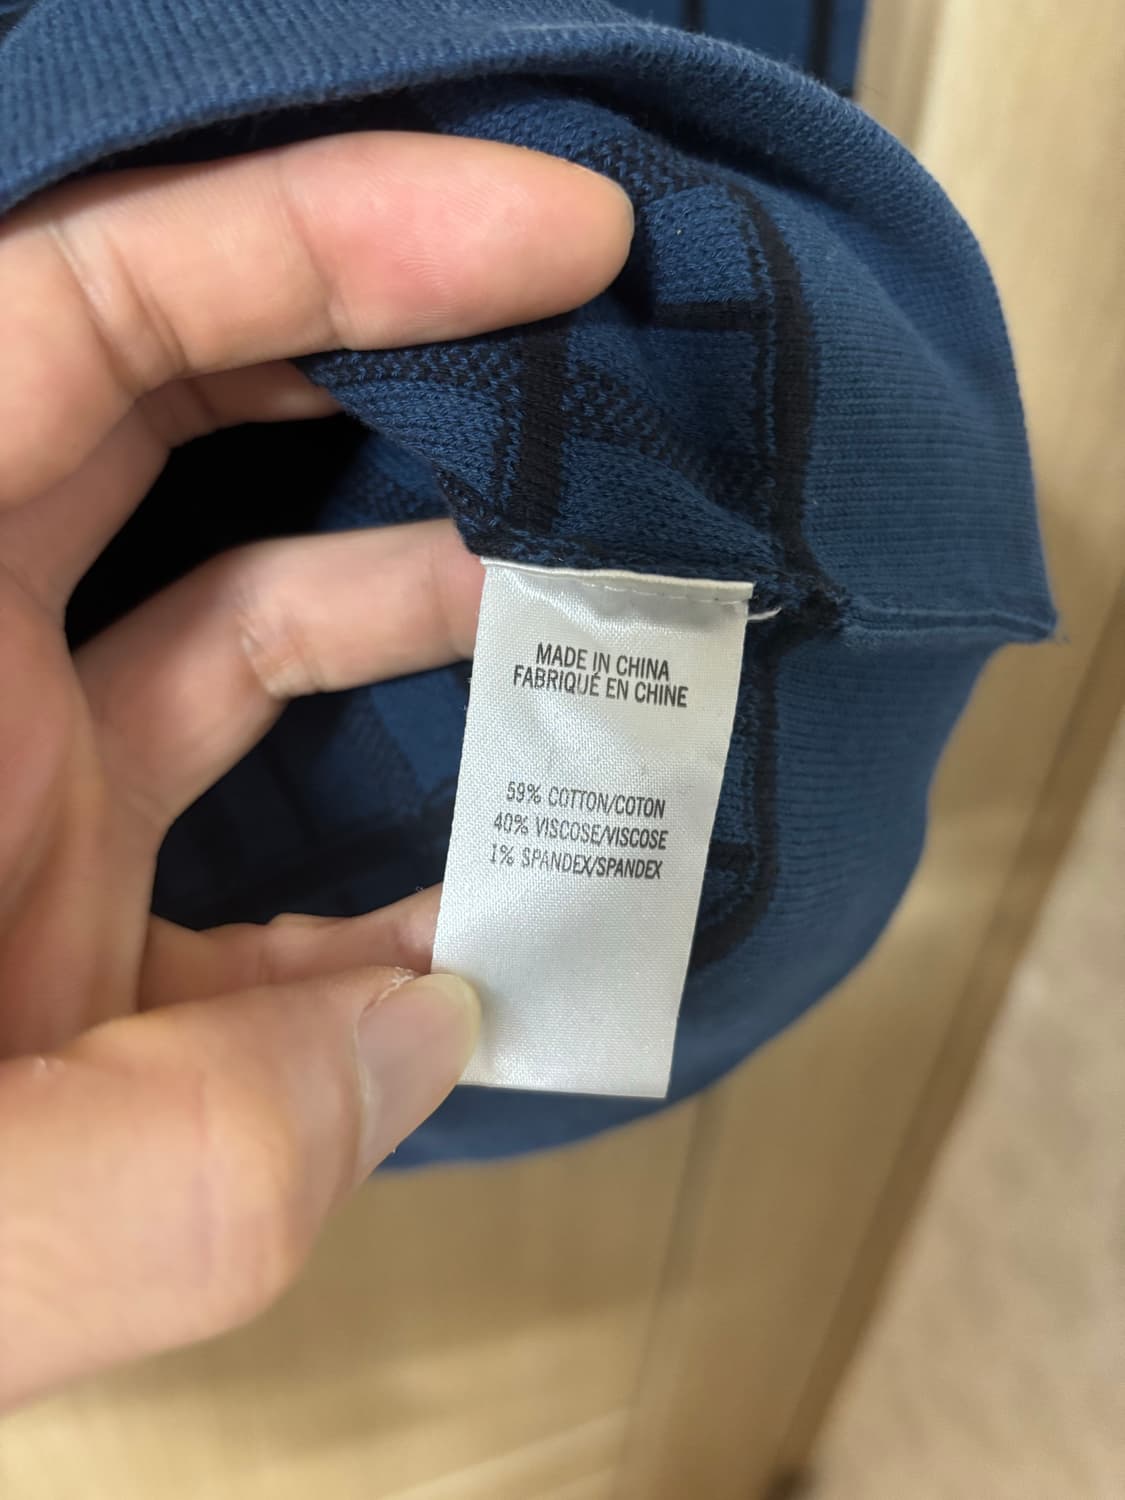 MADE IN CHINA
FABRIQUÉ EN CHINE
59% COTTON/COTON
40% VISCOSE/VISCOSE
1% SPANDEX/SPANDEX